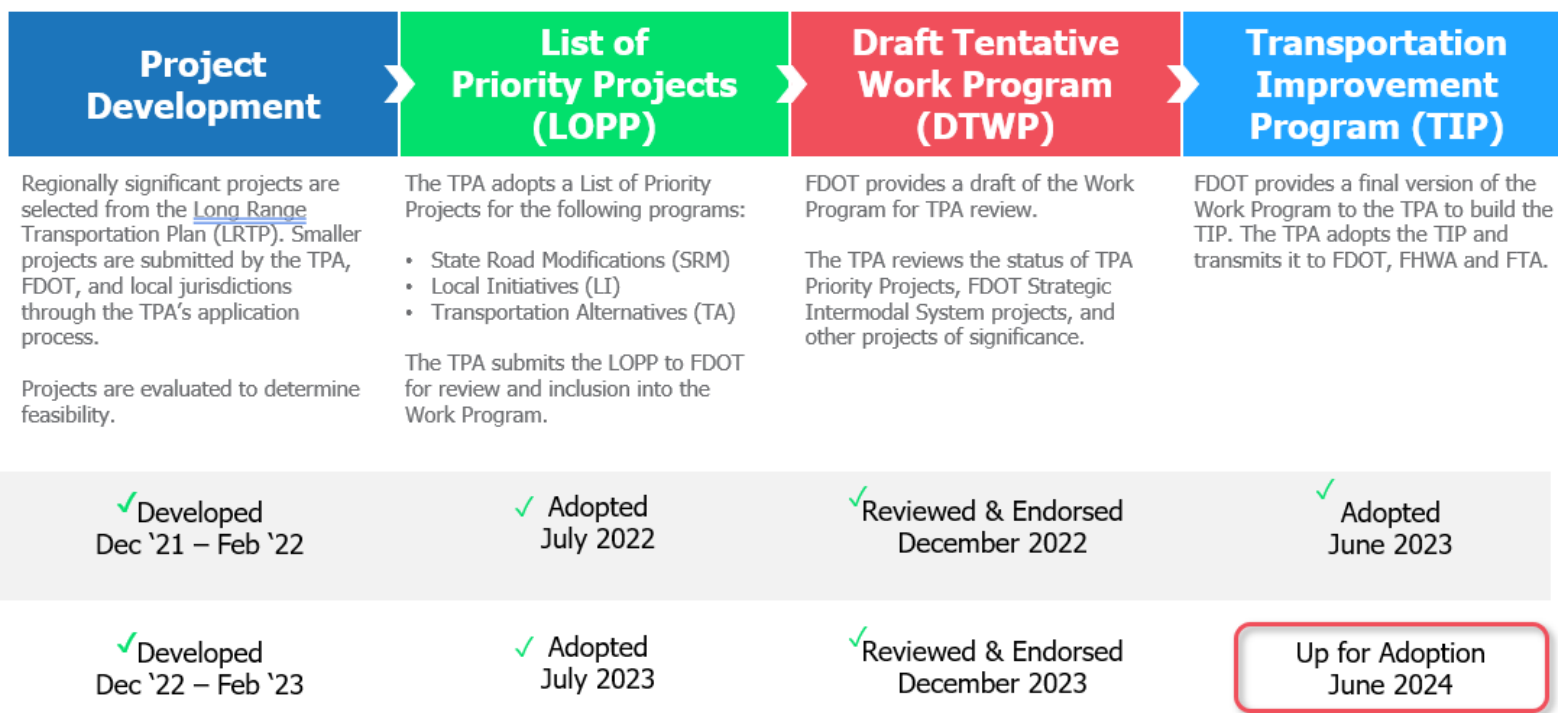 Project
Development
List of
Priority Projects
(LOPP)
Draft Tentative
Work Program
(DTWP)
Transportation
Improvement
Program (TIP)
Regionally significant projects are
selected from the Long Range
Transportation Plan (LRTP). Smaller
projects are submitted by the TPA,
FDOT, and local jurisdictions
through the TPA’s application
process.
Projects are evaluated to determine
feasibility.
The TPA adopts a List of Priority
Projects for the following programs:
• State Road Modifications (SRM)
• Local Initiatives (LI)
• Transportation Alternatives (TA)
The TPA submits the LOPP to FDOT
for review and inclusion into the
Work Program.
FDOT provides a draft of the Work
Program for TPA review.
The TPA reviews the status of TPA
Priority Projects, FDOT Strategic
Intermodal System projects, and
other projects of significance.
FDOT provides a final version of the
Work Program to the TPA to build the
TIP. The TPA adopts the TIP and
transmits it to FDOT, FHWA and FTA.
✓Developed
Dec ‘21 – Feb ‘22
✓ Adopted
July 2022
✓Reviewed & Endorsed
December 2022
✓ Adopted
June 2023
✓Developed
Dec ‘22 – Feb ‘23
✓ Adopted
July 2023
✓Reviewed & Endorsed
December 2023
Up for Adoption
June 2024